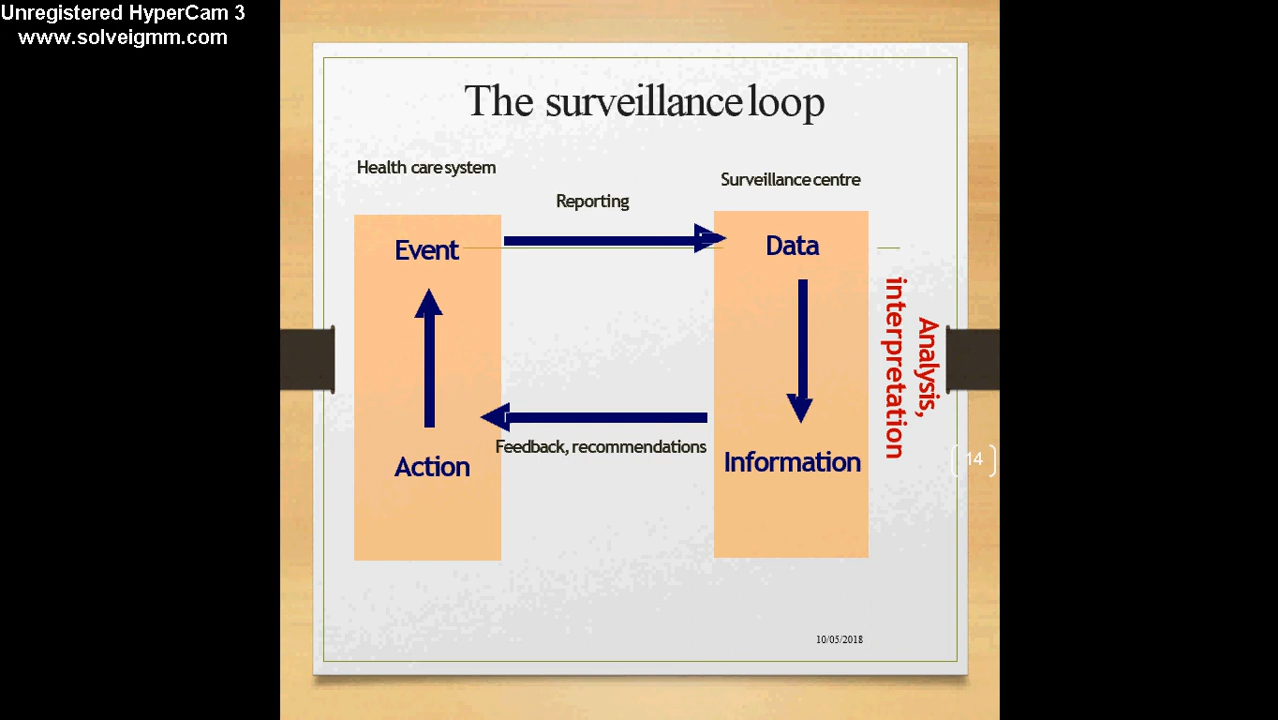 Unregistered HyperCam 3
www.solveigmm.com
The surveillance loop
Health care system
Surveillance centre
Reporting
Event
Data
Analysis,
interpretation
Feedback, recommendations
Action
Information
14
10/05/2018